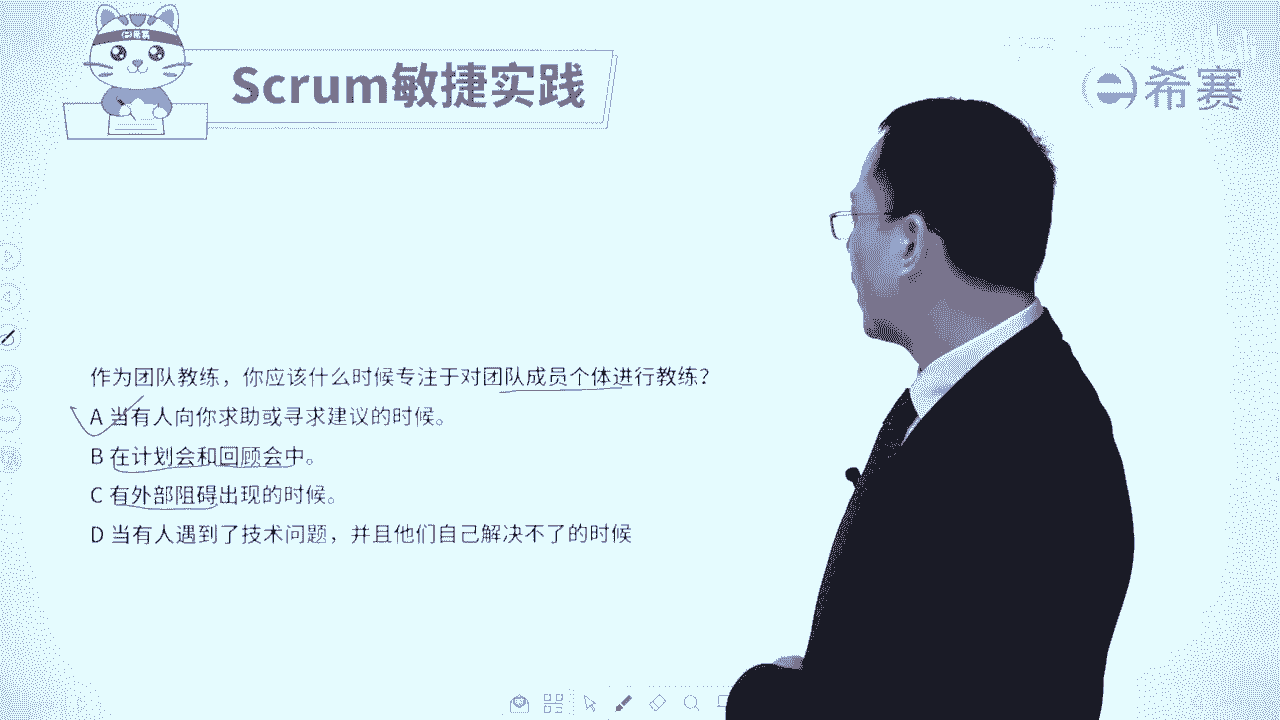 Scrum敏捷实践
希赛
作为团队教练，你应该什么时候专注于对团队成员个体进行教练？
A 当有人向你求助或寻求建议的时候。
B 在计划会和回顾会中。
C 有外部阻碍出现的时候。
D 当有人遇到了技术问题，并且他们自己解决不了的时候